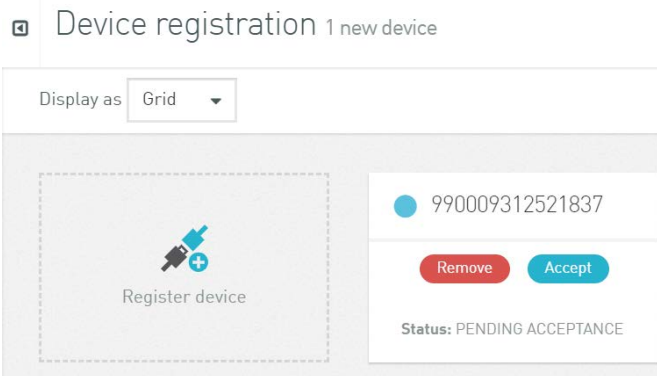 Device registration 1 new device
Display as Grid
990009312521837
Remove Accept
Register device
Status: PENDING ACCEPTANCE